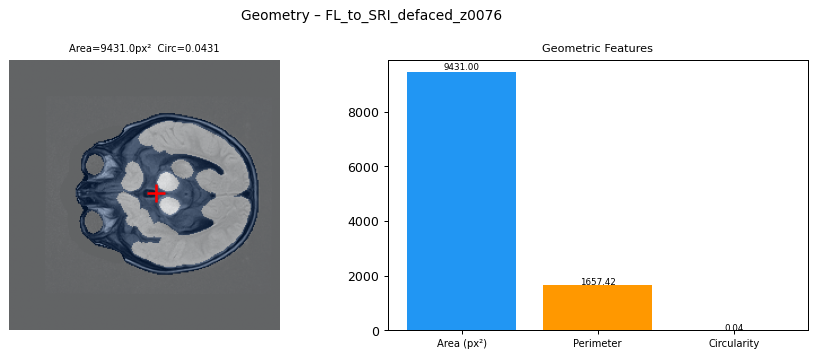 Geometry – FL_to_SRI_defaced_z0076
Area=9431.0px²  Circ=0.0431
Geometric Features
9431.00
8000
6000
4000
2000
0
1657.42
0.04
Area (px²)
Perimeter
Circularity